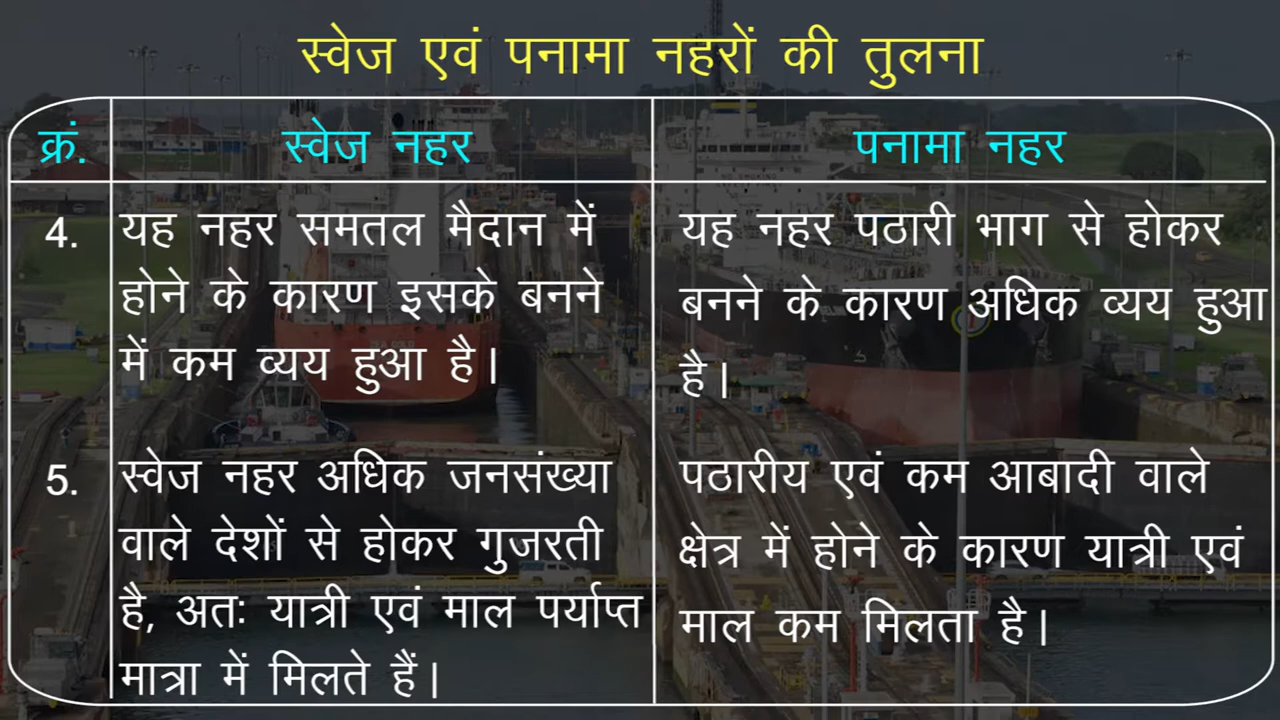 स्वेज एवं पनामा नहरों की तुलना
क्रं. स्वेज नहर पनामा नहर
4. यह नहर समतल मैदान में
होने के कारण इसके बनने
में कम व्यय हुआ है।
यह नहर पठारी भाग से होकर
बनने के कारण अधिक व्यय हुआ
है।
5. स्वेज नहर अधिक जनसंख्या
वाले देशों से होकर गुजरती
है, अतः यात्री एवं माल पर्याप्त
मात्रा में मिलते हैं।
पठारीय एवं कम आबादी वाले
क्षेत्र में होने के कारण यात्री एवं
माल कम मिलता है।